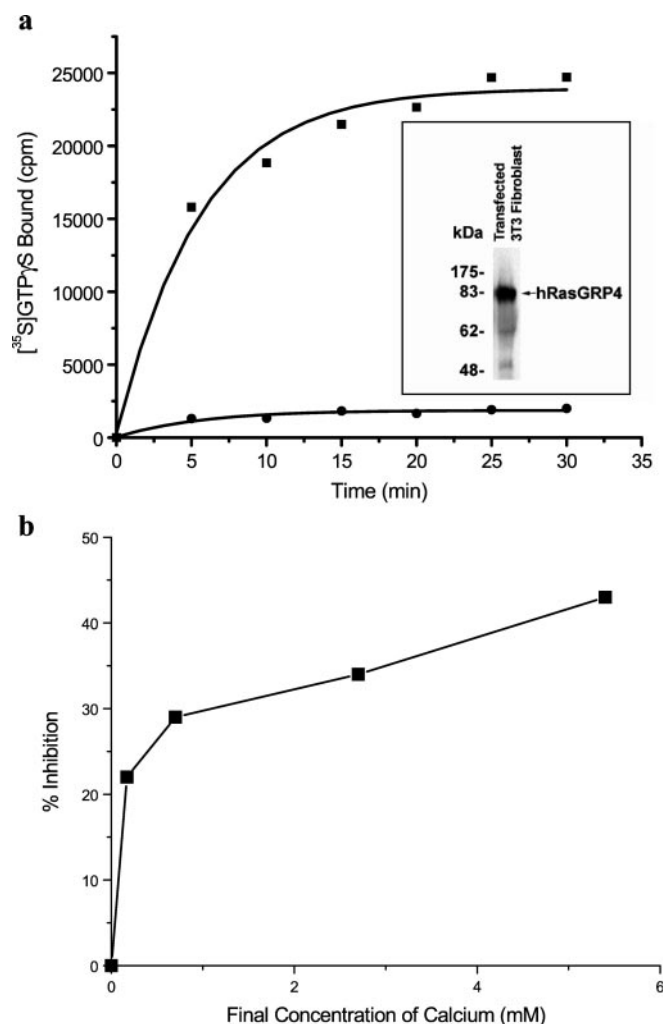 a
[³⁵S]GTPγS Bound (cpm)
25000
20000
15000
10000
5000
0
0 5 10 15 20 25 30 35
Time (min)
Transfected
3T3 Fibroblast
kDa
175-
83-
hRasGRP4
62-
48-
b
% Inhibition
50
40
30
20
10
0
0 2 4 6
Final Concentration of Calcium (mM)